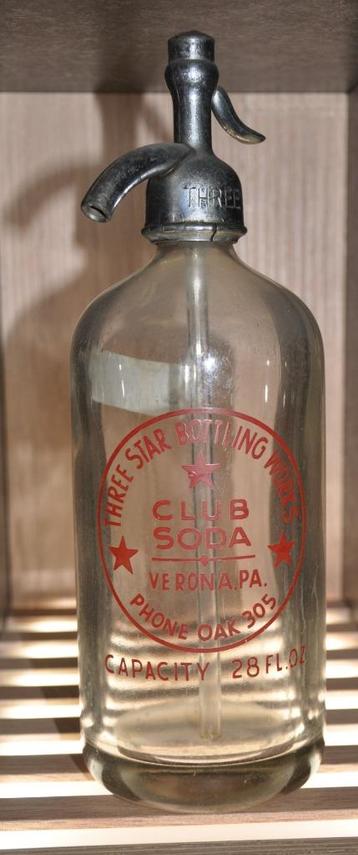 THREE
THREE STAR BOTTLING WORKS
CLUB
SODA
VERONA, PA.
PHONE OAK 305
CAPACITY 28 FL. OZ